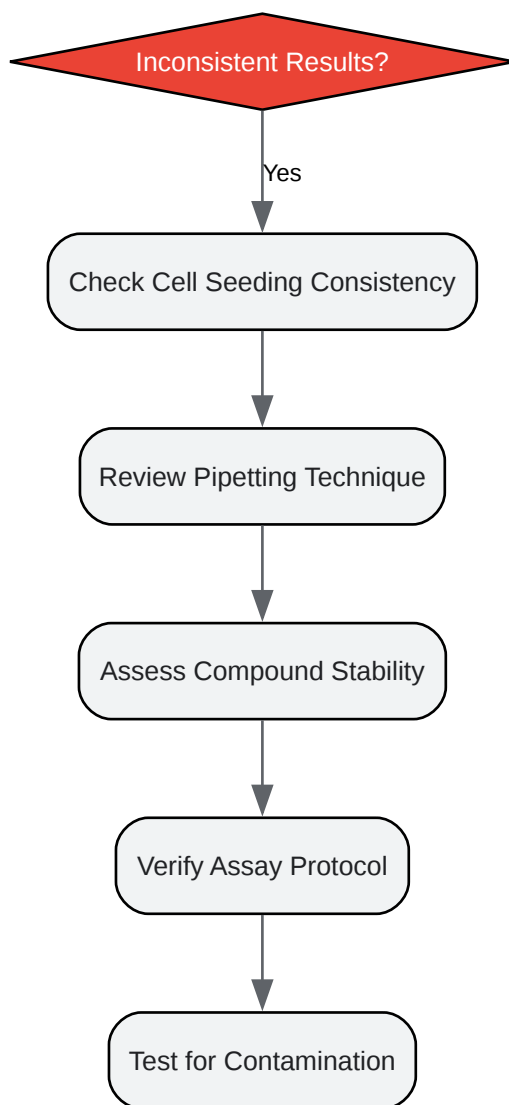 Inconsistent Results?
Yes
Check Cell Seeding Consistency
Review Pipetting Technique
Assess Compound Stability
Verify Assay Protocol
Test for Contamination